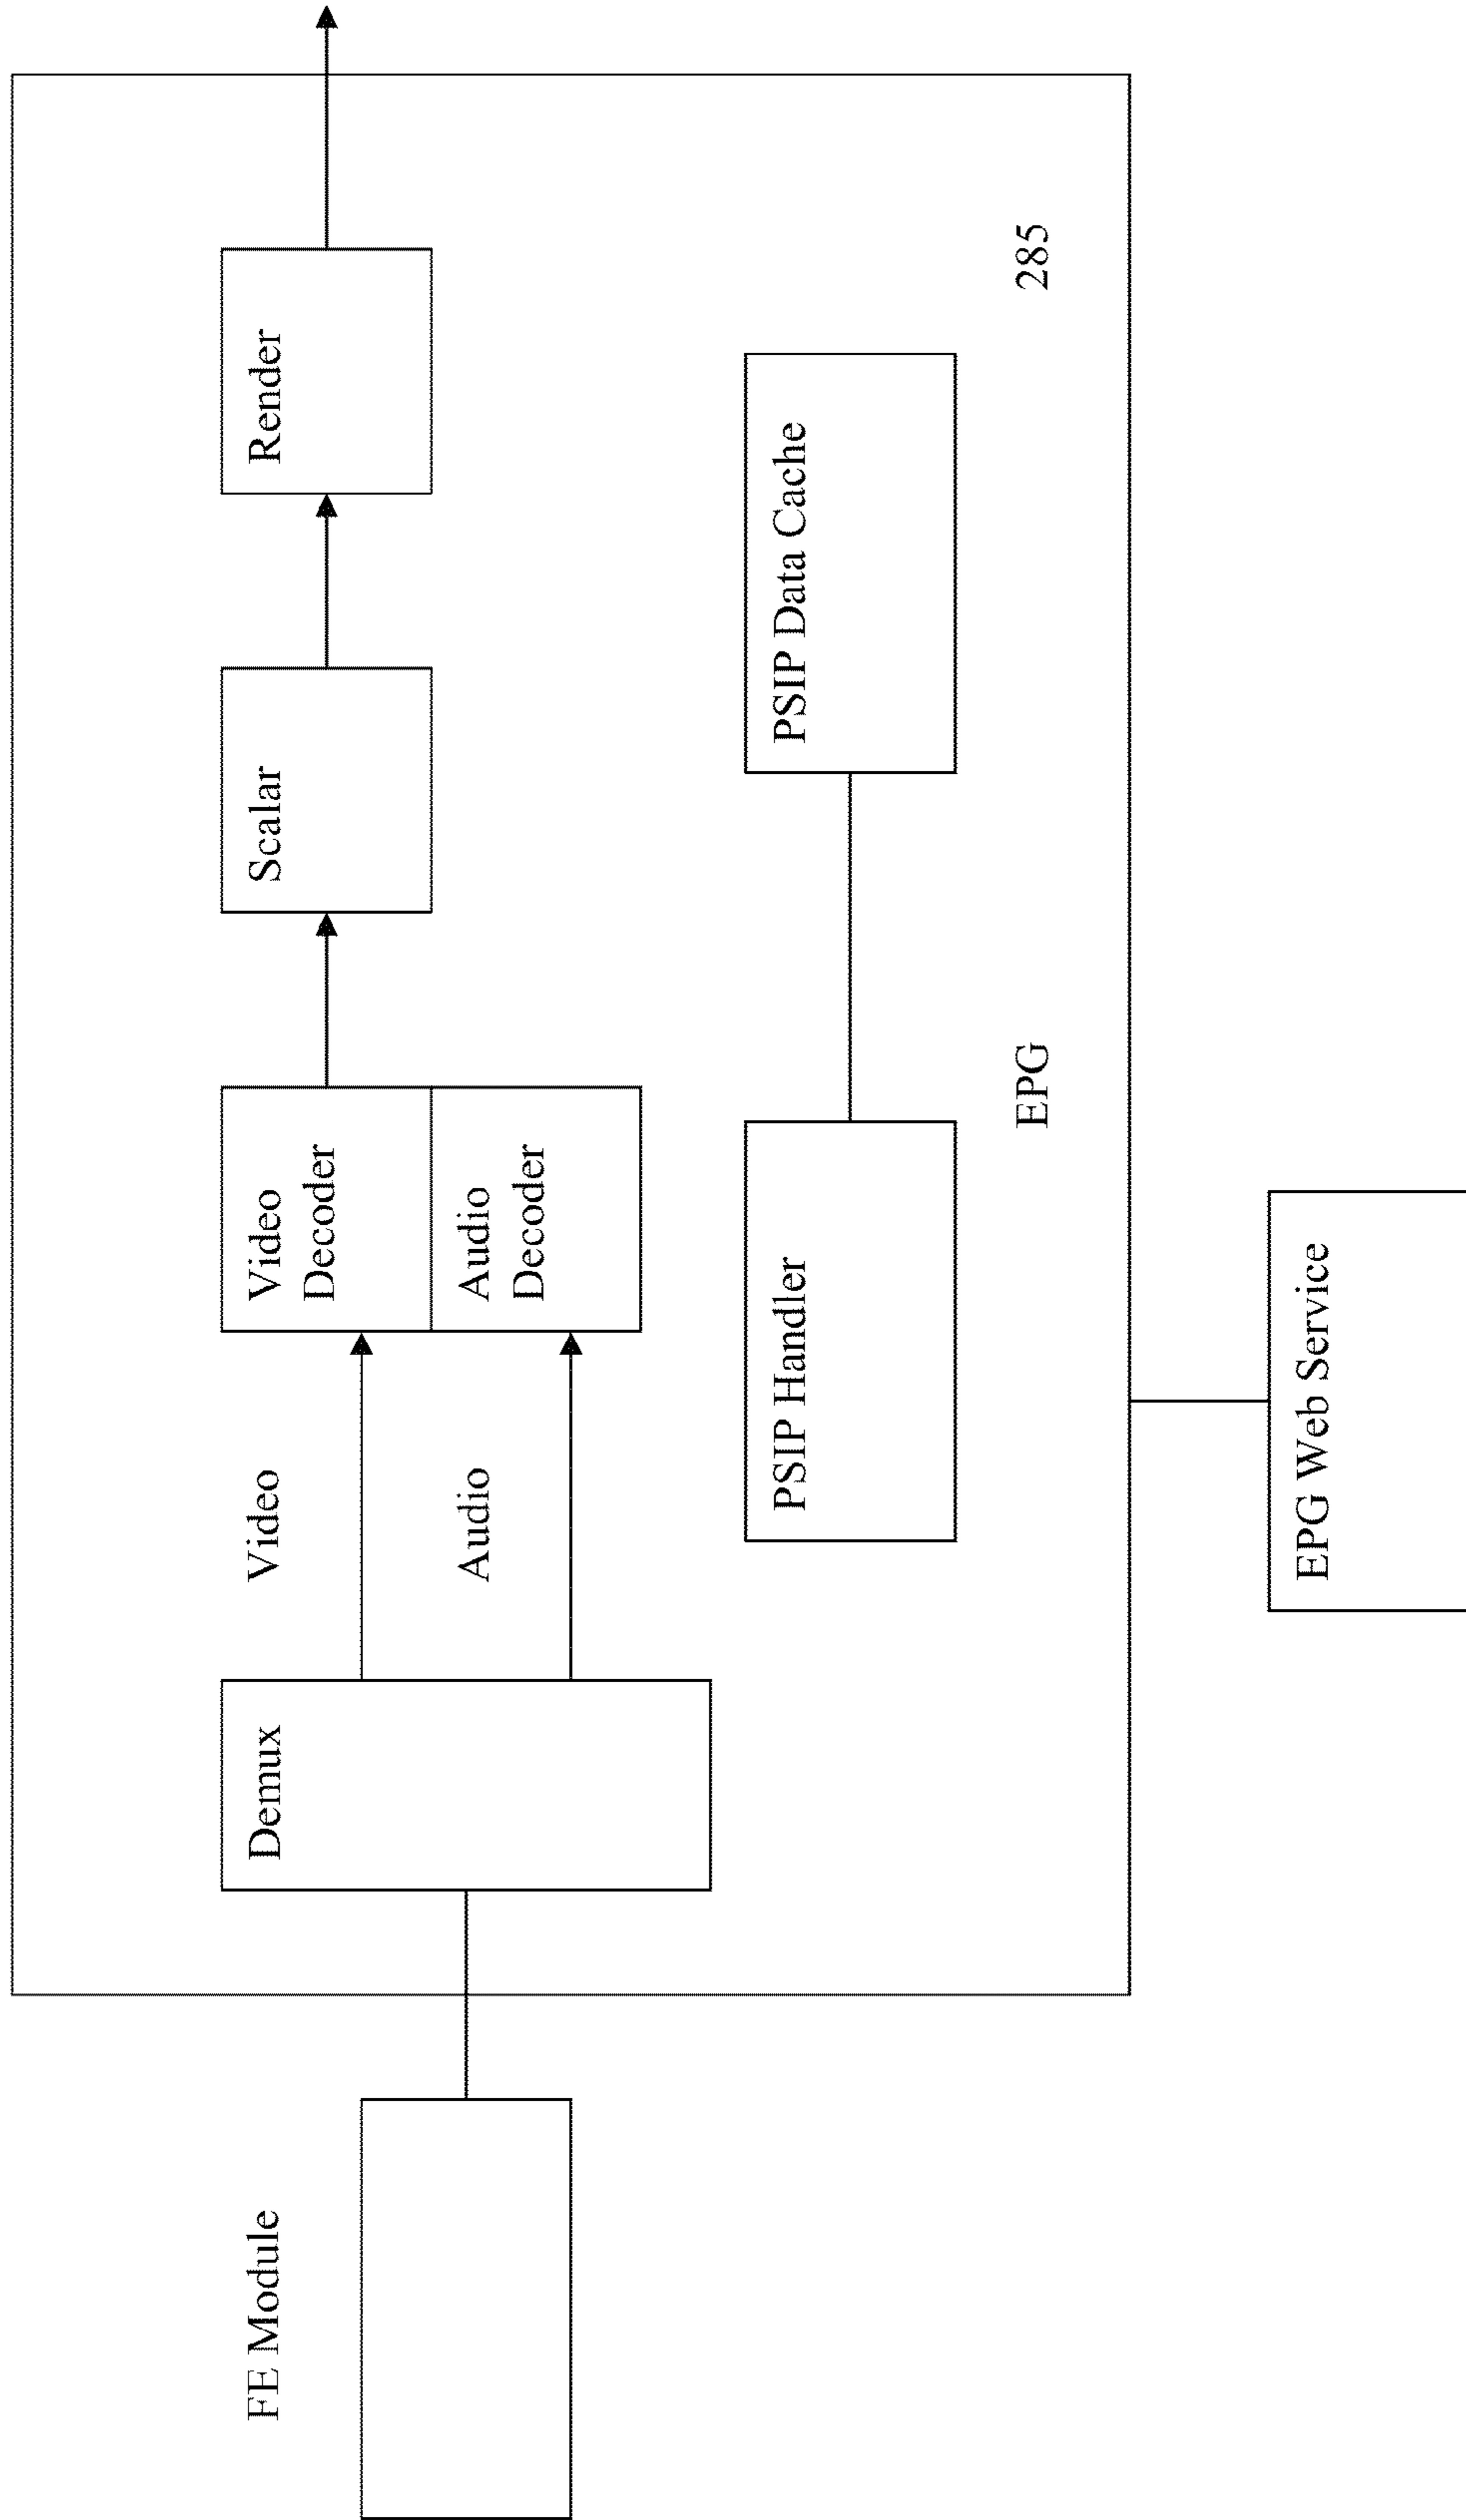 FE Module
Demux
Video
Audio
Video
Decoder
Audio
Decoder
Scalar
Render
PSIP Handler
PSIP Data Cache
EPG
285
EPG Web Service